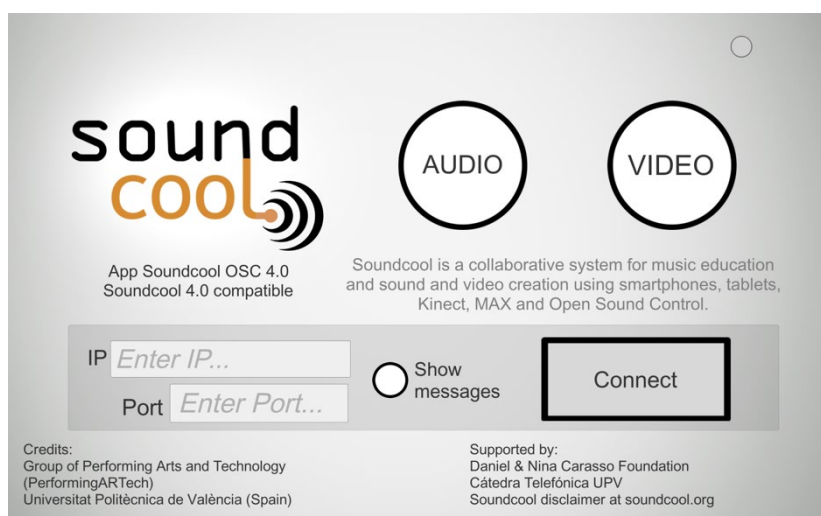 sound
cool
AUDIO
VIDEO
App Soundcool OSC 4.0
Soundcool 4.0 compatible
Soundcool is a collaborative system for music education
and sound and video creation using smartphones, tablets,
Kinect, MAX and Open Sound Control.
IP Enter IP...
Port Enter Port...
Show
messages
Connect
Credits:
Group of Performing Arts and Technology
(PerformingARTech)
Universitat Politècnica de València (Spain)
Supported by:
Daniel & Nina Carasso Foundation
Cátedra Telefónica UPV
Soundcool disclaimer at soundcool.org